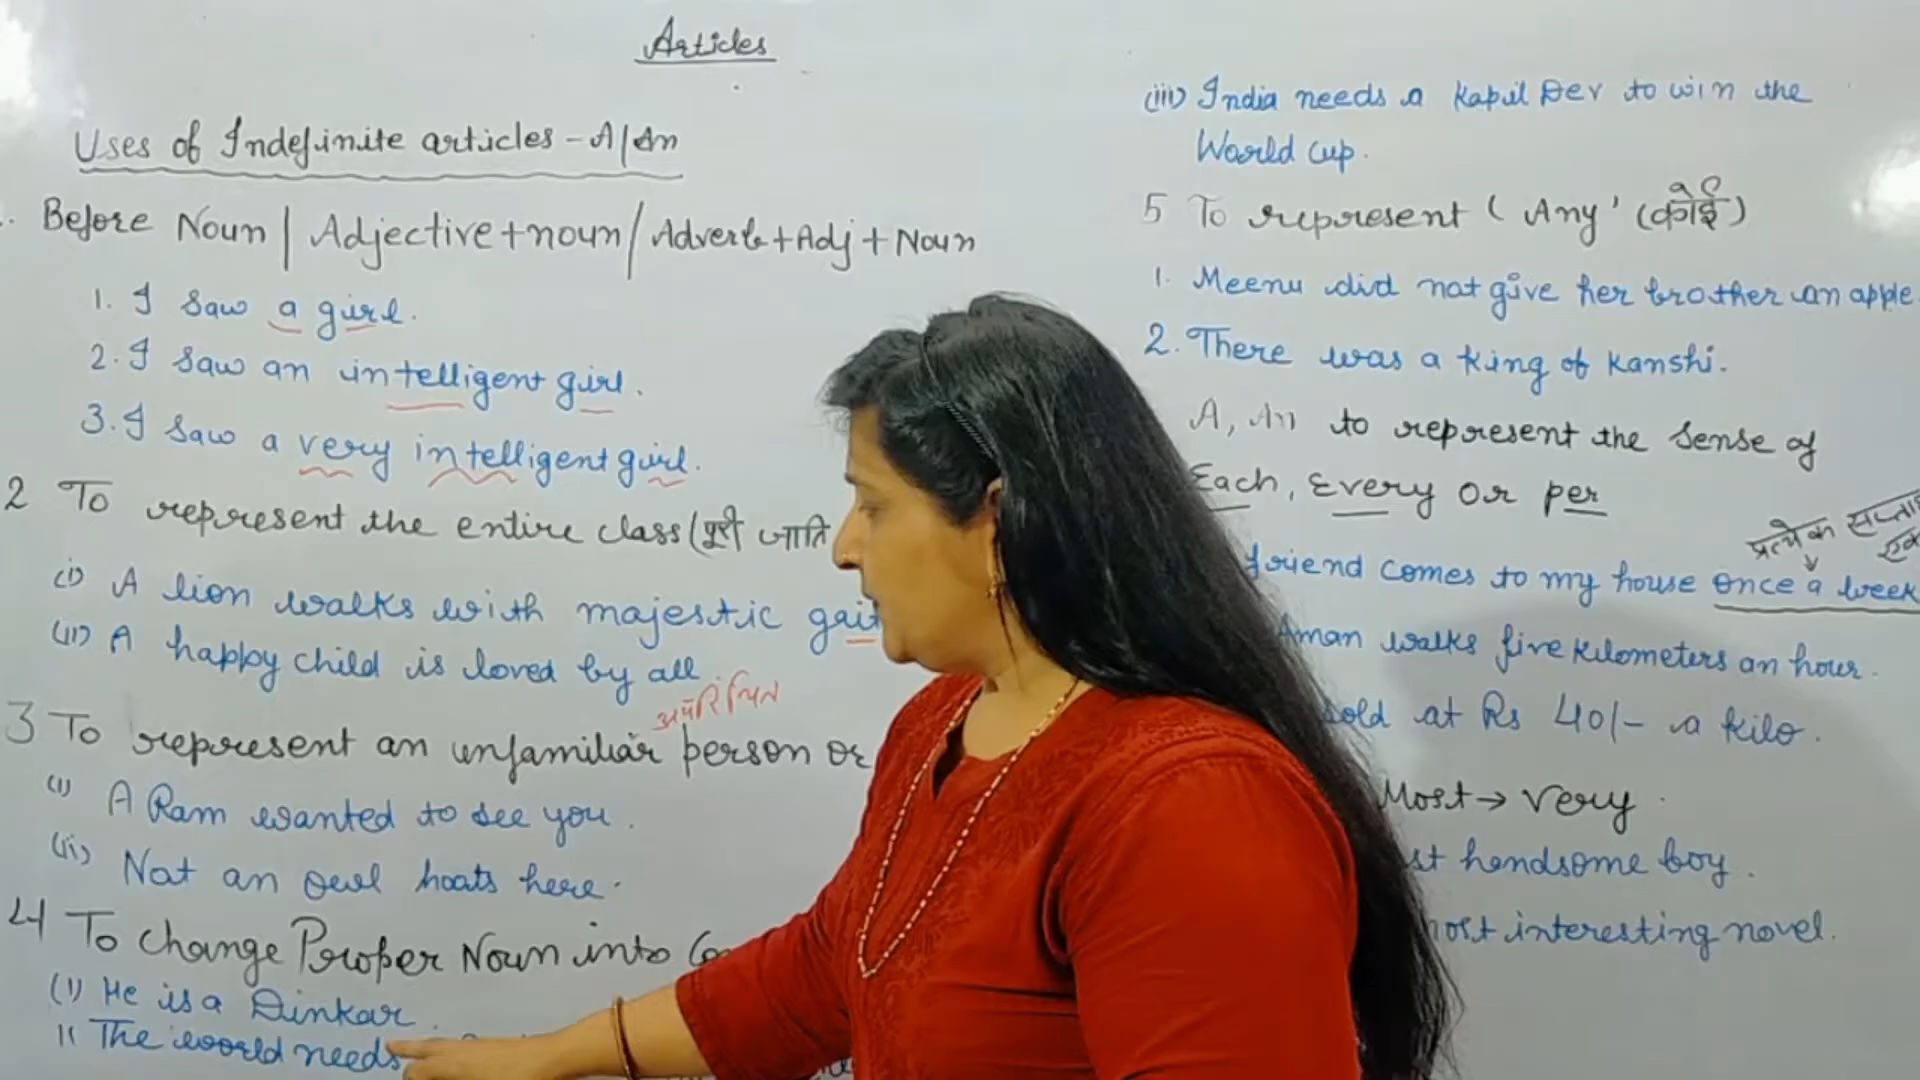 Articles
Uses of Indefinite articles - A/An
. Before Noun | Adjective+noun / Adverb+Adj+Noun
1. I saw a girl.
2. I saw an intelligent girl.
3. I saw a very intelligent girl.
2 To represent the entire class (पूरी जाति
(i) A lion walks with majestic gait
(ii) A happy child is loved by all
अपरिचित
3 To represent an unfamiliar person or
(i) A Ram wanted to see you.
(ii) Not an owl hoots here.
4 To change Proper Noun into Co
(i) He is a Dinkar.
ii The world needs
(iii) India needs a Kapil Dev to win the
World cup.
5 To represent ( Any' (कोई)
1. Meenu did not give her brother an apple.
2. There was a king of Kanshi.
A, An to represent the sense of
Each, Every or per
प्रत्येक सप्ताह
friend comes to my house once a week
Aman walks five kilometers an hour.
sold at Rs 40/- a kilo.
Most → very.
st handsome boy.
most interesting novel.